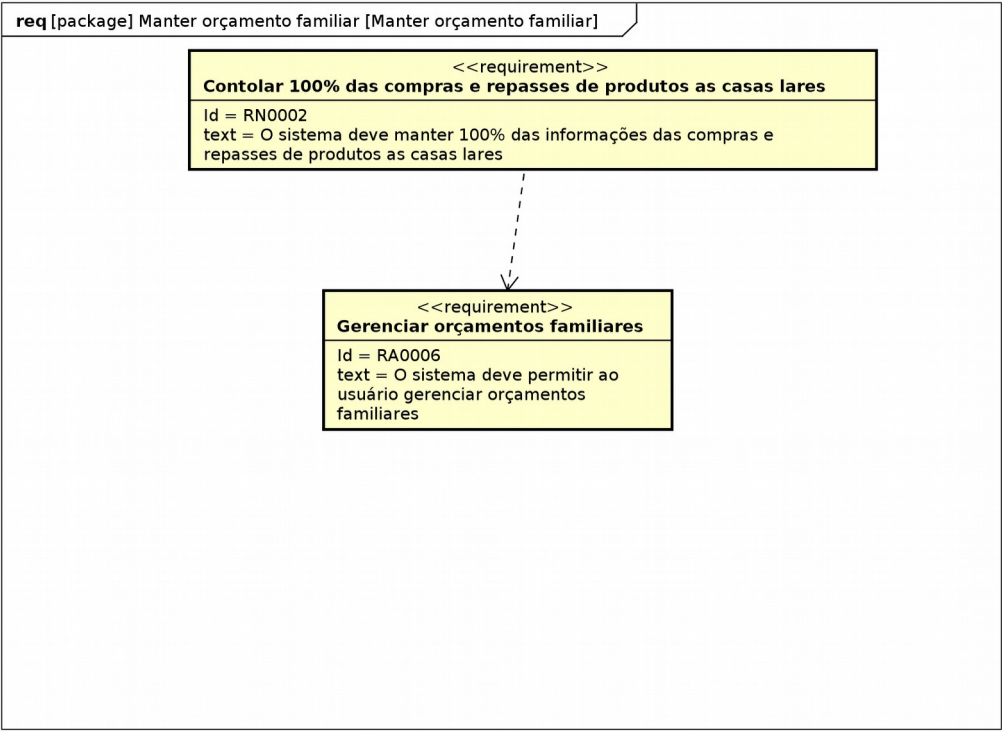 req [package] Manter orçamento familiar [Manter orçamento familiar]
<<requirement>>
Contolar 100% das compras e repasses de produtos as casas lares
Id = RN0002
text = O sistema deve manter 100% das informações das compras e
repasses de produtos as casas lares
<<requirement>>
Gerenciar orçamentos familiares
Id = RA0006
text = O sistema deve permitir ao
usuário gerenciar orçamentos
familiares